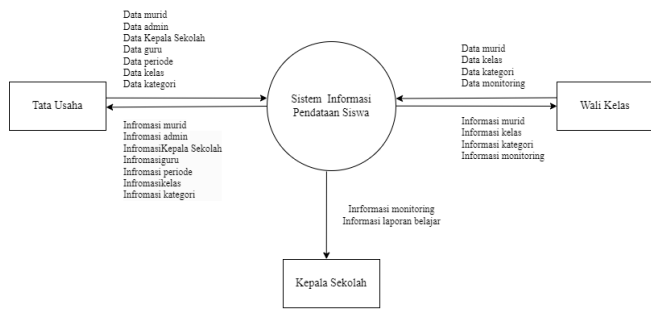 Data murid
Data admin
Data Kepala Sekolah
Data guru
Data periode
Data kelas
Data kategori
Tata Usaha
Infromasi murid
Infromasi admin
InfromasiKepala Sekolah
Infromasiguru
Infromasi periode
Infromasikelas
Infromasi kategori
Sistem Informasi
Pendataan Siswa
Data murid
Data kelas
Data kategori
Data monitoring
Wali Kelas
Informasi murid
Informasi kelas
Informasi kategori
Informasi monitoring
Inrformasi monitoring
Informasi laporan belajar
Kepala Sekolah